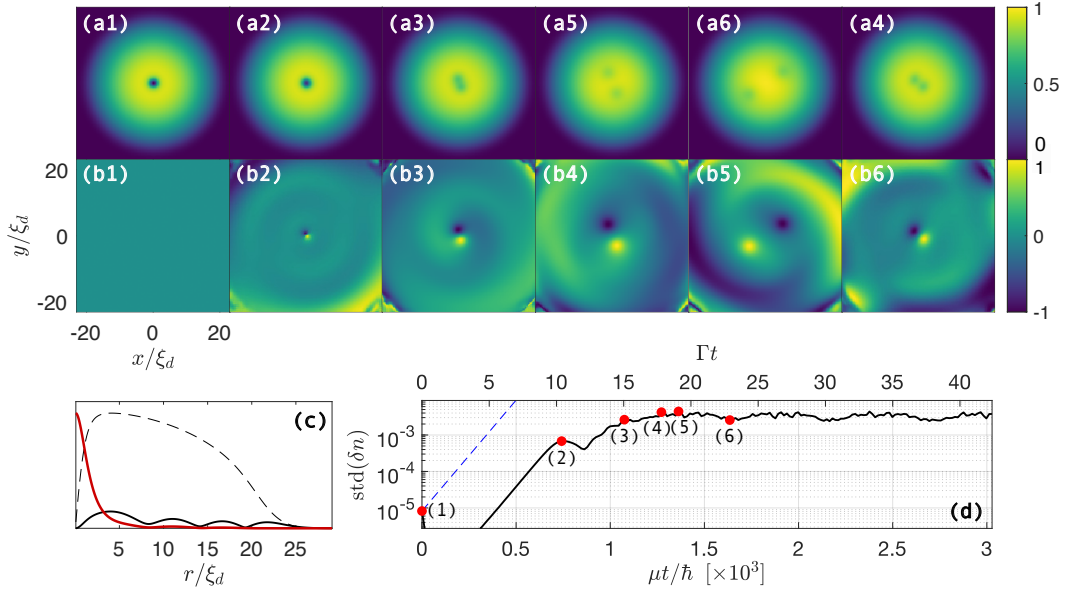 (a1) (a2) (a3) (a5) (a6) (a4)
1
0.5
0
(b1) (b2) (b3) (b4) (b5) (b6)
20
0
-20
y/ξd
1
0
-1
-20 0 20
x/ξd
Γt
0 5 10 15 20 25 30 35 40
(c)
5 10 15 20 25
r/ξd
std(δn)
10⁻³
10⁻⁴
10⁻⁵
(1) (2) (3) (4) (5) (6)
(d)
0 0.5 1 1.5 2 2.5 3
μt/ħ [×10³]